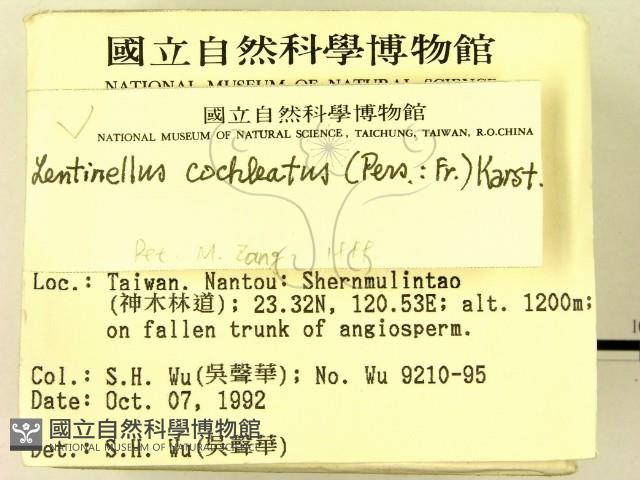 國立自然科學博物館
NATIONAL MUSEUM OF NATURAL SCIENCE
國立自然科學博物館
NATIONAL MUSEUM OF NATURAL SCIENCE, TAICHUNG, TAIWAN, R.O.CHINA
Lentinellus cochleatus (Pers.: Fr.) Karst.
Det. M. Zang
Loc.: Taiwan. Nantou: Shernmulintao
(神木林道); 23.32N, 120.53E; alt. 1200m;
on fallen trunk of angiosperm.
Col.: S.H. Wu(吳聲華); No. Wu 9210-95
Date: Oct. 07, 1992
國立自然科學博物館
NATIONAL MUSEUM OF NATURAL SCIENCE
Det.: S.H. Wu(吳聲華)